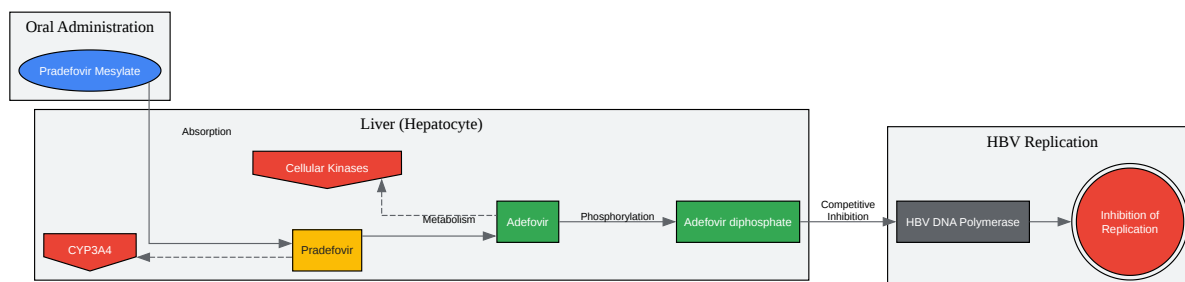 Oral Administration
Pradefovir Mesylate
Liver (Hepatocyte)
Absorption
Cellular Kinases
CYP3A4
Pradefovir
Metabolism
Adefovir
Phosphorylation
Adefovir diphosphate
Competitive
Inhibition
HBV Replication
HBV DNA Polymerase
Inhibition of
Replication